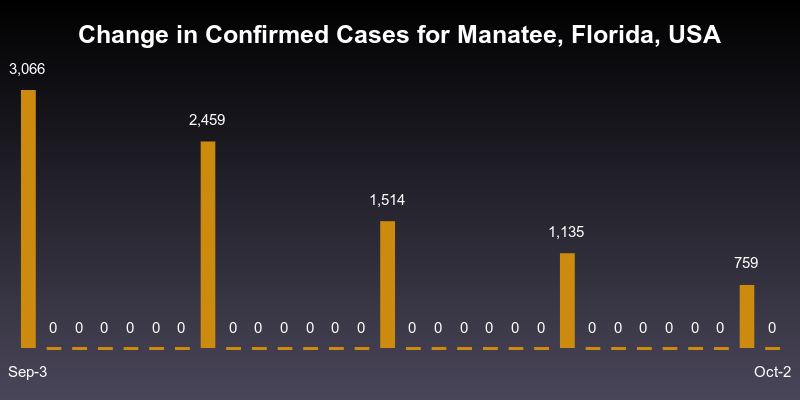 Change in Confirmed Cases for Manatee, Florida, USA
3,066
2,459
1,514
1,135
759
0 0 0 0 0 0 0 0 0 0 0 0 0 0 0 0 0 0 0 0 0 0 0 0 0
Sep-3 Oct-2